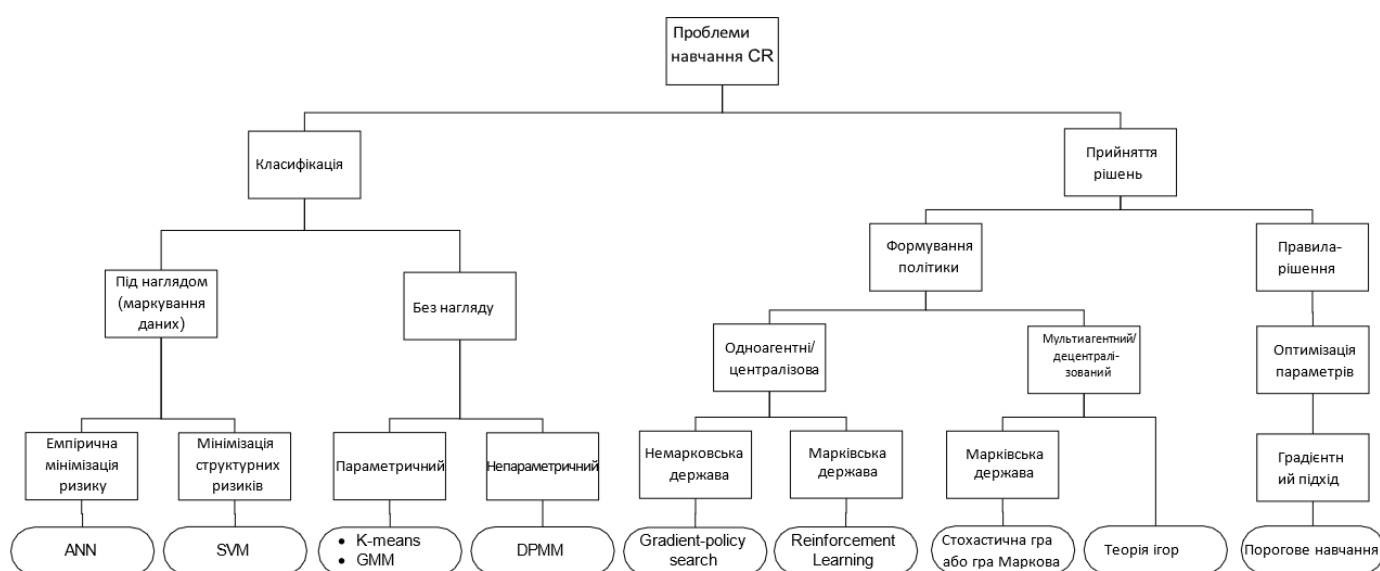 Проблеми
навчання CR
Класифікація
Прийняття
рішень
Формування
політики
Правила-
рішення
Під наглядом
(маркування
даних)
Без нагляду
Одноагентні/
централізова
Мультиагентний/
децентралі-
зований
Оптимізація
параметрів
Емпірична
мінімізація
ризику
Мінімізація
структурних
ризиків
Параметричний
Непараметричний
Немарковська
держава
Марківська
держава
Марківська
держава
Градієнтн
ий підхід
ANN
SVM
• K-means
• GMM
DPMM
Gradient-policy
search
Reinforcement
Learning
Стохастична гра
або гра Маркова
Теорія ігор
Порогове навчання